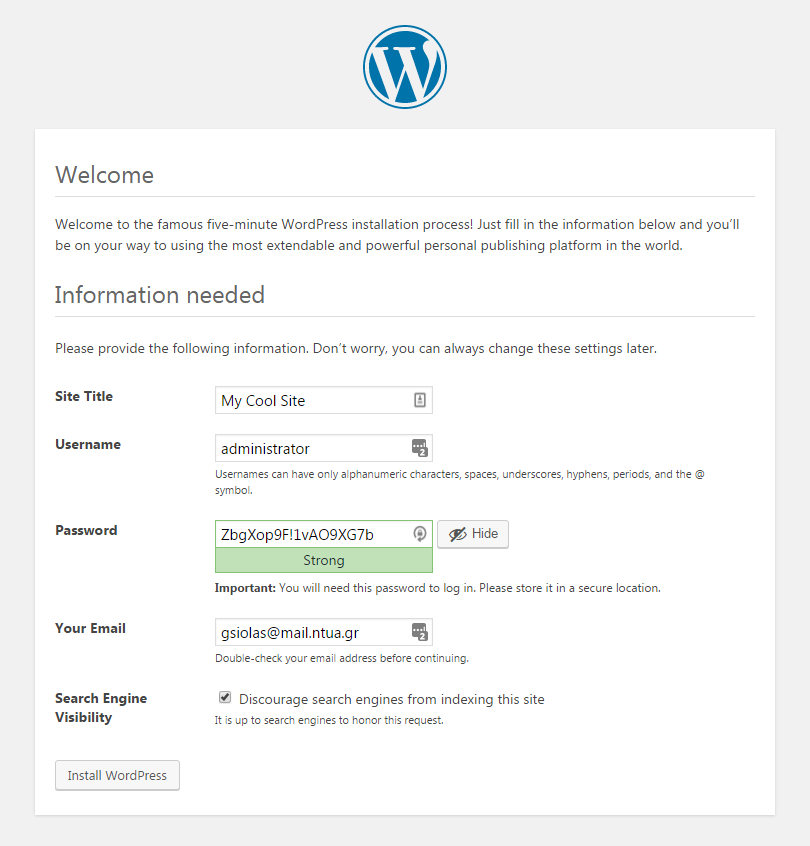 Welcome
Welcome to the famous five-minute WordPress installation process! Just fill in the information below and you’ll
be on your way to using the most extendable and powerful personal publishing platform in the world.
Information needed
Please provide the following information. Don’t worry, you can always change these settings later.
Site Title
My Cool Site
Username
administrator
Usernames can have only alphanumeric characters, spaces, underscores, hyphens, periods, and the @
symbol.
Password
ZbgXop9F!1vAO9XG7b
Hide
Strong
Important: You will need this password to log in. Please store it in a secure location.
Your Email
gsiolas@mail.ntua.gr
Double-check your email address before continuing.
Search Engine
Visibility
Discourage search engines from indexing this site
It is up to search engines to honor this request.
Install WordPress